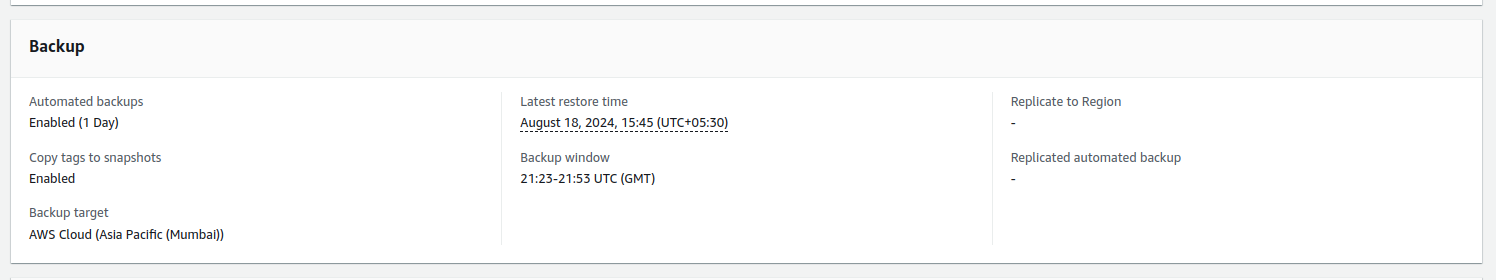 Backup
Automated backups
Enabled (1 Day)
Copy tags to snapshots
Enabled
Backup target
AWS Cloud (Asia Pacific (Mumbai))
Latest restore time
August 18, 2024, 15:45 (UTC+05:30)
Backup window
21:23-21:53 UTC (GMT)
Replicate to Region
-
Replicated automated backup
-